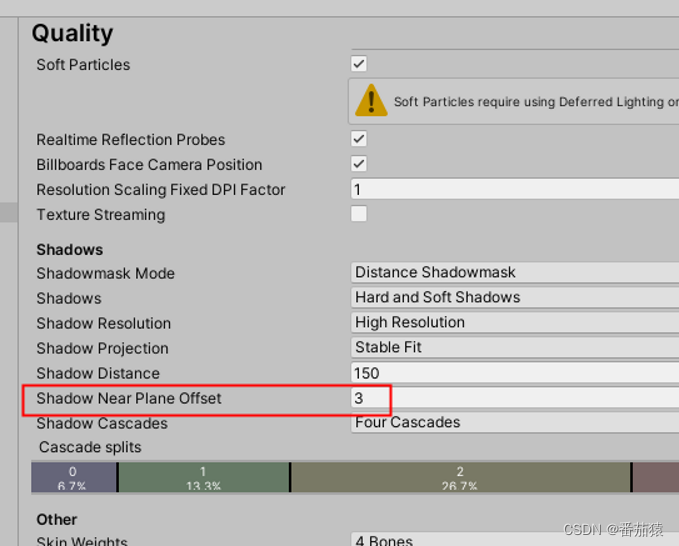 Quality
Soft Particles
Soft Particles require using Deferred Lighting or
Realtime Reflection Probes
Billboards Face Camera Position
Resolution Scaling Fixed DPI Factor 1
Texture Streaming
Shadows
Shadowmask Mode Distance Shadowmask
Shadows Hard and Soft Shadows
Shadow Resolution High Resolution
Shadow Projection Stable Fit
Shadow Distance 150
Shadow Near Plane Offset 3
Shadow Cascades Four Cascades
Cascade splits
0 1 2
6.7% 13.3% 26.7%
Other
Skin Weights 4 Bones
CSDN @番茄猿